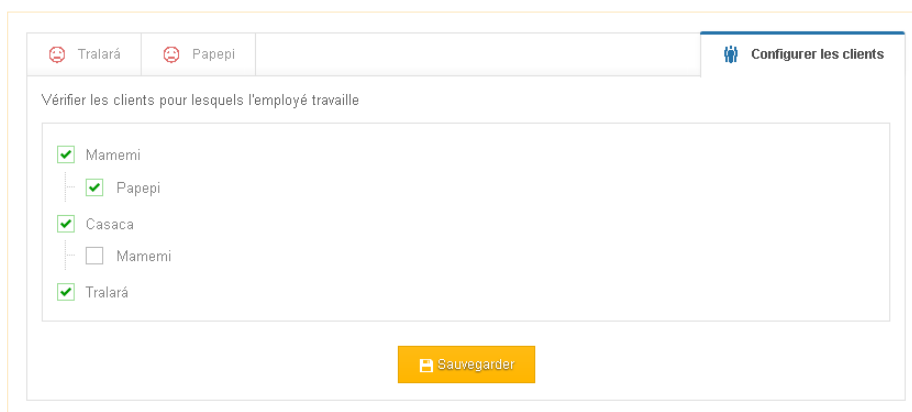 Tralará
Papepi
Configurer les clients
Vérifier les clients pour lesquels l'employé travaille
Mamemi
Papepi
Casaca
Mamemi
Tralará
Sauvegarder